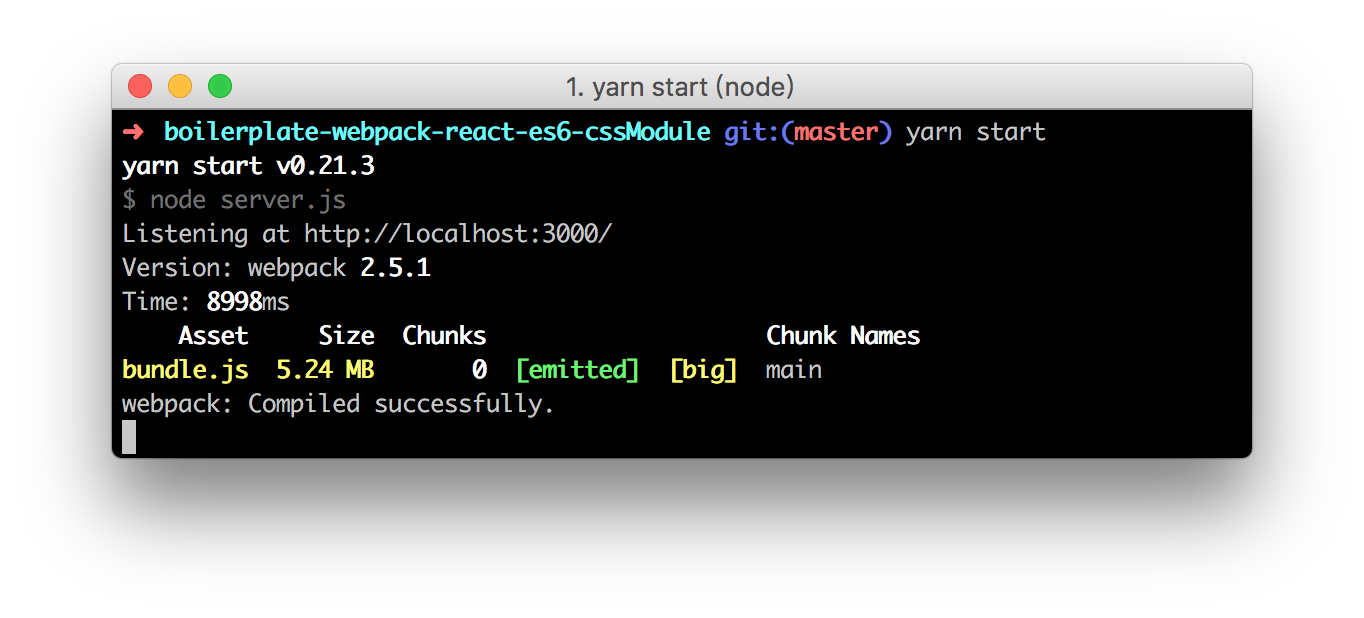 1. yarn start (node)
➜ boilerplate-webpack-react-es6-cssModule git:(master) yarn start
yarn start v0.21.3
$ node server.js
Listening at http://localhost:3000/
Version: webpack 2.5.1
Time: 8998ms
    Asset     Size  Chunks                    Chunk Names
bundle.js  5.24 MB       0  [emitted]  [big]  main
webpack: Compiled successfully.